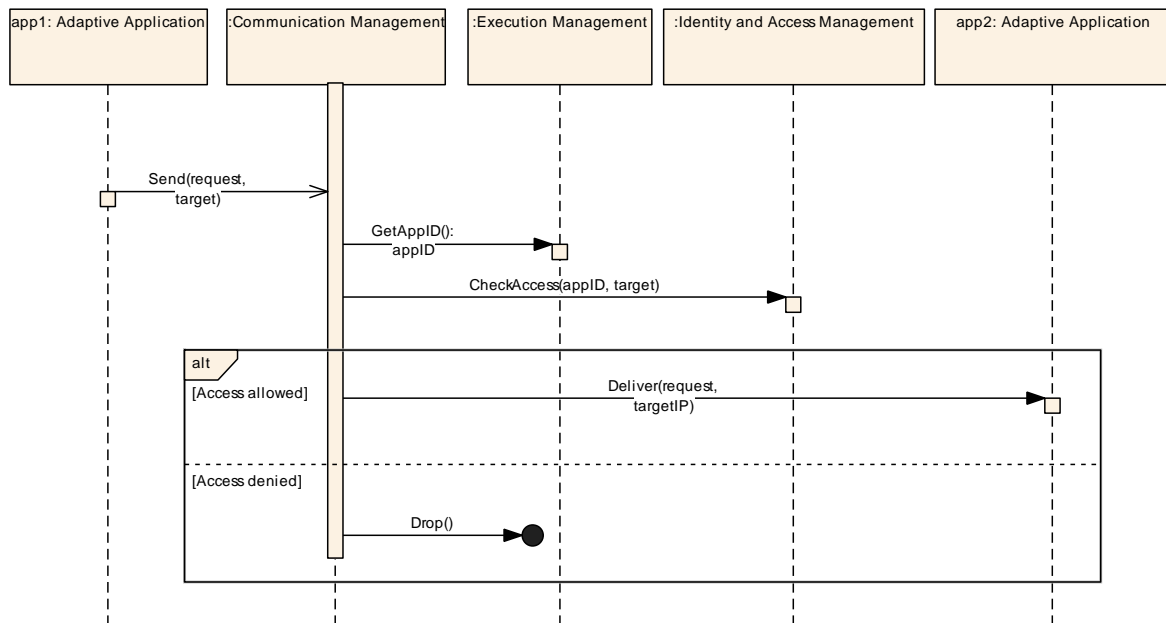 app1: Adaptive Application
:Communication Management
:Execution Management
:Identity and Access Management
app2: Adaptive Application
Send(request,
target)
GetAppID():
appID
CheckAccess(appID, target)
alt
[Access allowed]
Deliver(request,
targetIP)
[Access denied]
Drop()